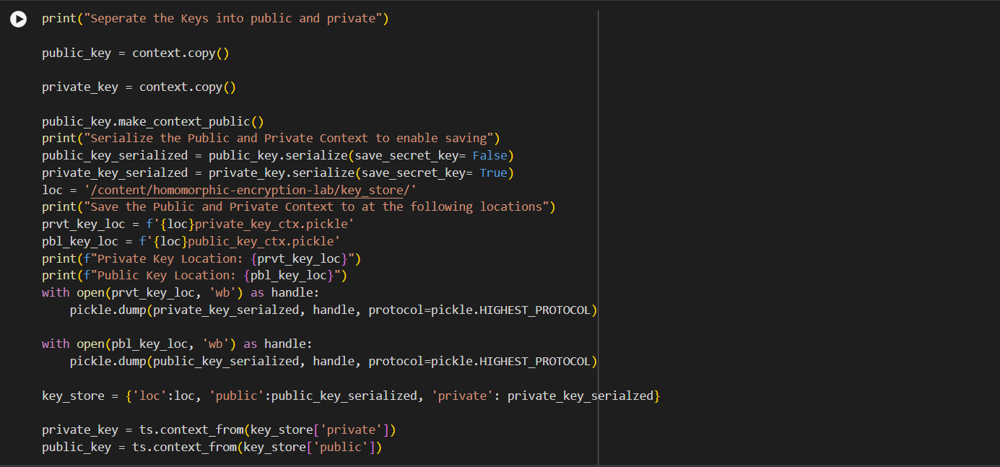 print("Seperate the Keys into public and private")
public_key = context.copy()
private_key = context.copy()
public_key.make_context_public()
print("Serialize the Public and Private Context to enable saving")
public_key_serialized = public_key.serialize(save_secret_key= False)
private_key_serialzed = private_key.serialize(save_secret_key= True)
loc = '/content/homomorphic-encryption-lab/key_store/'
print("Save the Public and Private Context to at the following locations")
prvt_key_loc = f'{loc}private_key_ctx.pickle'
pbl_key_loc = f'{loc}public_key_ctx.pickle'
print(f"Private Key Location: {prvt_key_loc}")
print(f"Public Key Location: {pbl_key_loc}")
with open(prvt_key_loc, 'wb') as handle:
    pickle.dump(private_key_serialzed, handle, protocol=pickle.HIGHEST_PROTOCOL)
with open(pbl_key_loc, 'wb') as handle:
    pickle.dump(public_key_serialized, handle, protocol=pickle.HIGHEST_PROTOCOL)
key_store = {'loc':loc, 'public':public_key_serialized, 'private': private_key_serialzed}
private_key = ts.context_from(key_store['private'])
public_key = ts.context_from(key_store['public'])